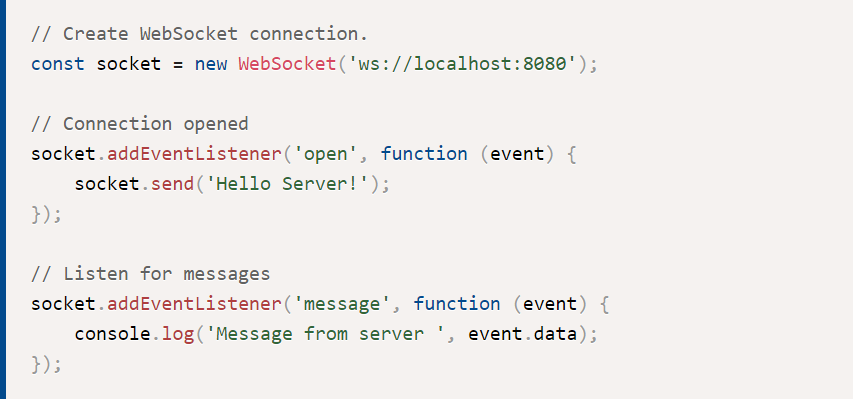 // Create WebSocket connection.
const socket = new WebSocket('ws://localhost:8080');
// Connection opened
socket.addEventListener('open', function (event) {
    socket.send('Hello Server!');
});
// Listen for messages
socket.addEventListener('message', function (event) {
    console.log('Message from server ', event.data);
});